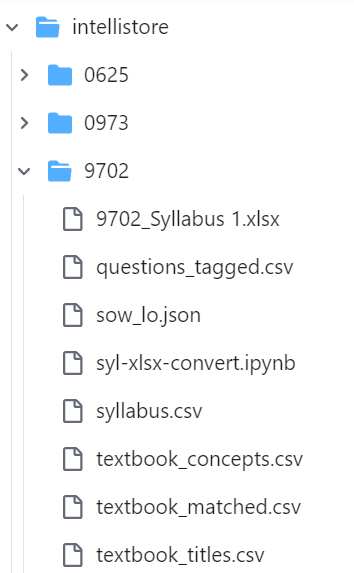 intellistore
0625
0973
9702
9702_Syllabus 1.xlsx
questions_tagged.csv
sow_lo.json
syl-xlsx-convert.ipynb
syllabus.csv
textbook_concepts.csv
textbook_matched.csv
textbook_titles.csv